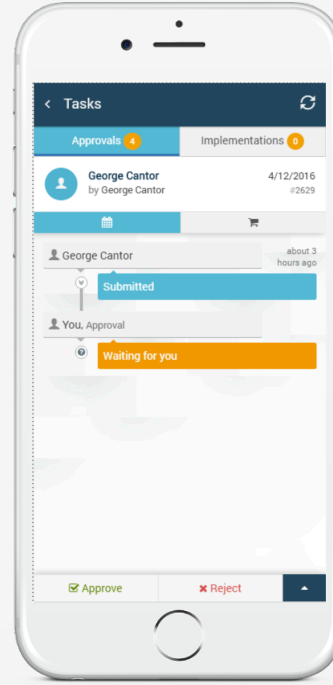 Tasks
Approvals 4
Implementations 0
George Cantor
4/12/2016
by George Cantor
#2629
George Cantor
about 3
hours ago
Submitted
You, Approval
Waiting for you
Approve
Reject